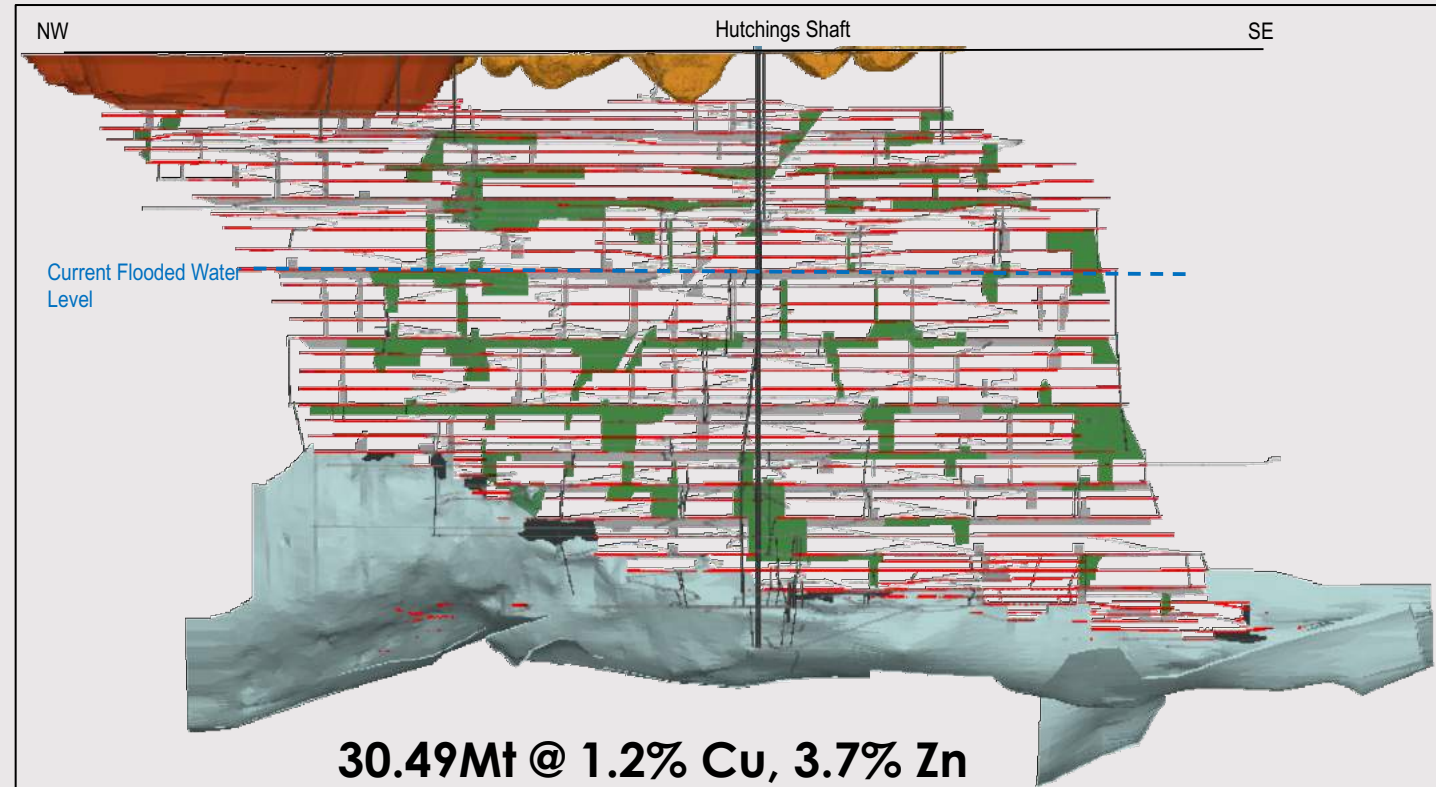 NW
Hutchings Shaft
SE
Current Flooded Water
Level
30.49Mt @ 1.2% Cu, 3.7% Zn